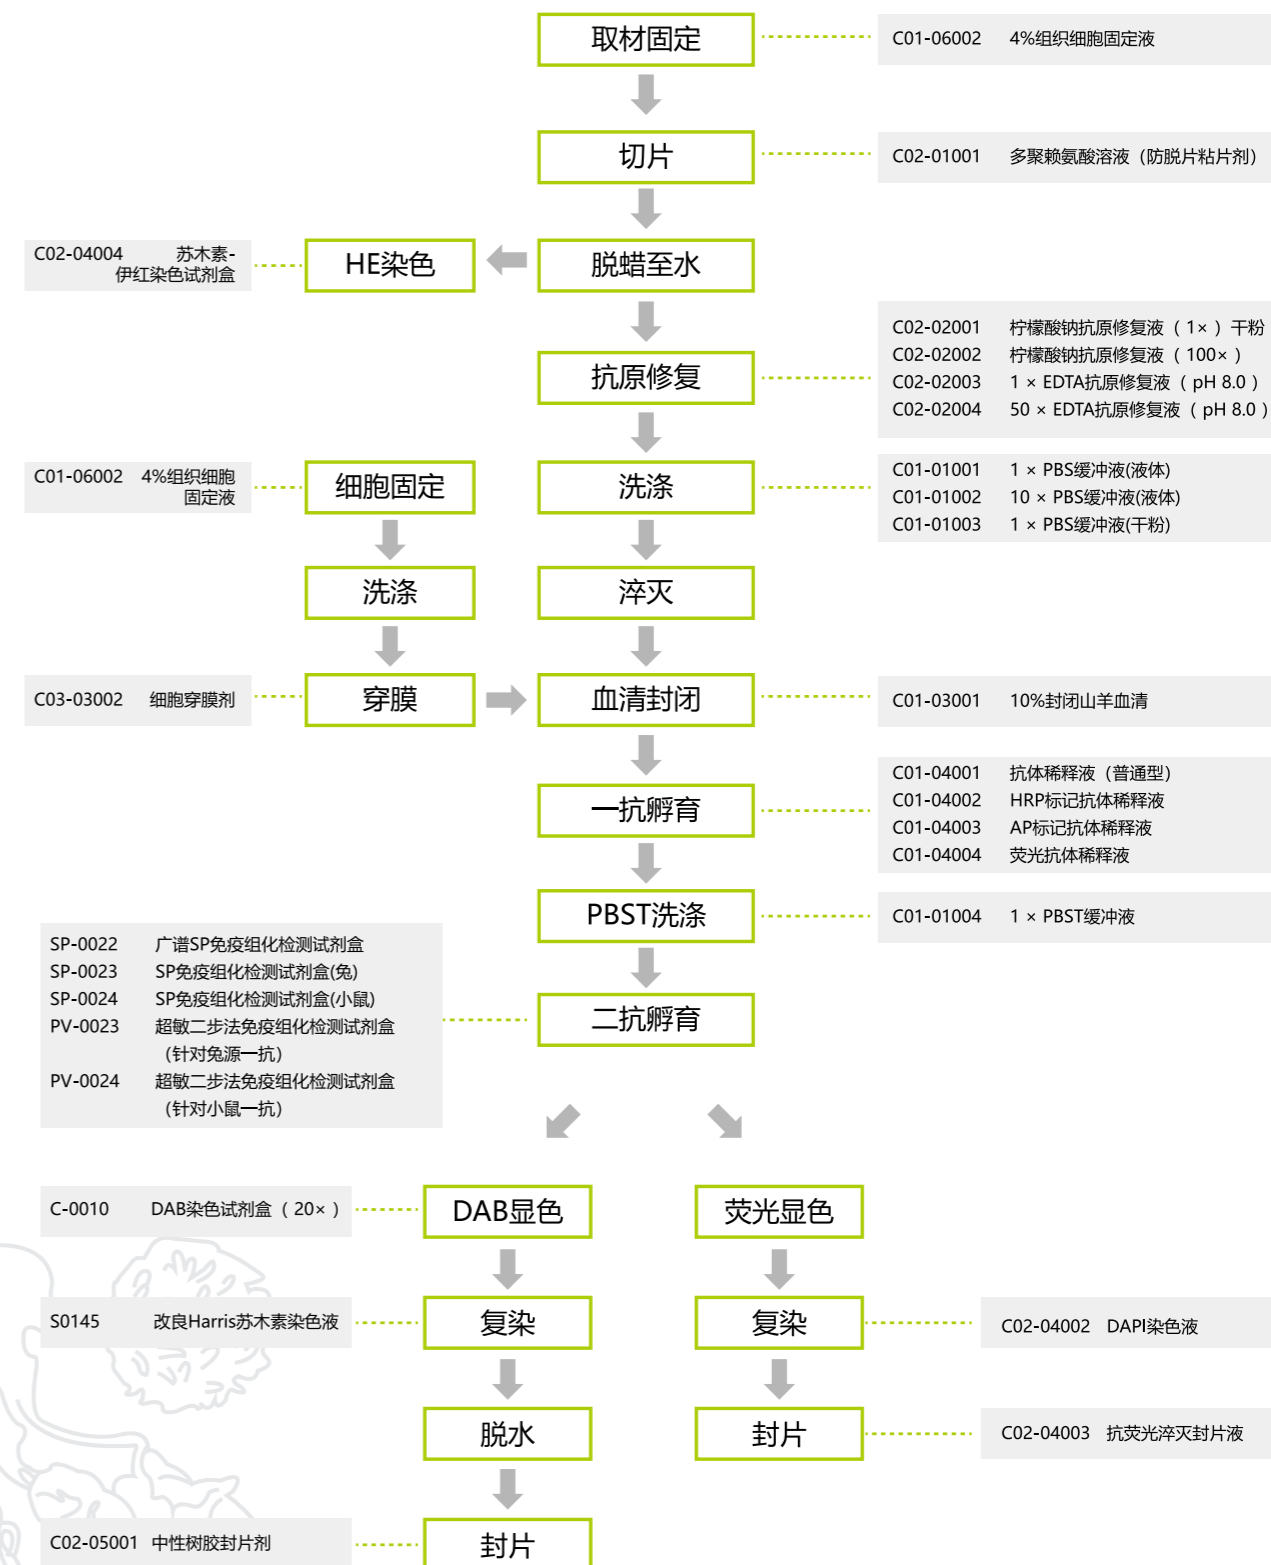 取材固定
C01-06002 4%组织细胞固定液
切片
C02-01001 多聚赖氨酸溶液（防脱片粘片剂）
C02-04004 苏木素-
伊红染色试剂盒
HE染色
脱蜡至水
抗原修复
C02-02001 柠檬酸钠抗原修复液（1×）干粉
C02-02002 柠檬酸钠抗原修复液（100×）
C02-02003 1 × EDTA抗原修复液（pH 8.0）
C02-02004 50 × EDTA抗原修复液（pH 8.0）
C01-06002 4%组织细胞
固定液
细胞固定
洗涤
C01-01001 1 × PBS缓冲液(液体)
C01-01002 10 × PBS缓冲液(液体)
C01-01003 1 × PBS缓冲液(干粉)
洗涤
淬灭
C03-03002 细胞穿膜剂
穿膜
血清封闭
C01-03001 10%封闭山羊血清
一抗孵育
C01-04001 抗体稀释液（普通型）
C01-04002 HRP标记抗体稀释液
C01-04003 AP标记抗体稀释液
C01-04004 荧光抗体稀释液
PBST洗涤
C01-01004 1 × PBST缓冲液
SP-0022 广谱SP免疫组化检测试剂盒
SP-0023 SP免疫组化检测试剂盒(兔)
SP-0024 SP免疫组化检测试剂盒(小鼠)
PV-0023 超敏二步法免疫组化检测试剂盒
（针对兔源一抗）
PV-0024 超敏二步法免疫组化检测试剂盒
（针对小鼠一抗）
二抗孵育
C-0010 DAB染色试剂盒（20×）
DAB显色
荧光显色
S0145 改良Harris苏木素染色液
复染
复染
C02-04002 DAPI染色液
脱水
封片
C02-04003 抗荧光淬灭封片液
C02-05001 中性树胶封片剂
封片